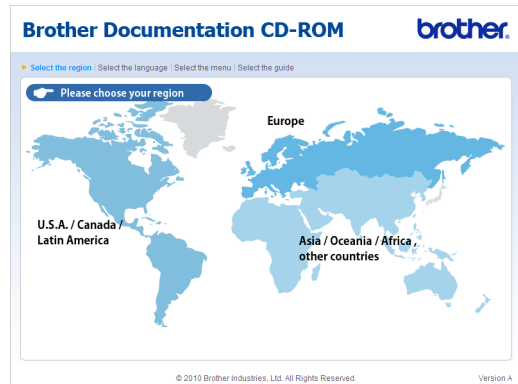 Brother Documentation CD-ROM
brother.
Select the region | Select the language | Select the menu | Select the guide
Please choose your region
Europe
U.S.A. / Canada /
Latin America
Asia / Oceania / Africa ,
other countries
© 2010 Brother Industries, Ltd. All Rights Reserved.
Version A